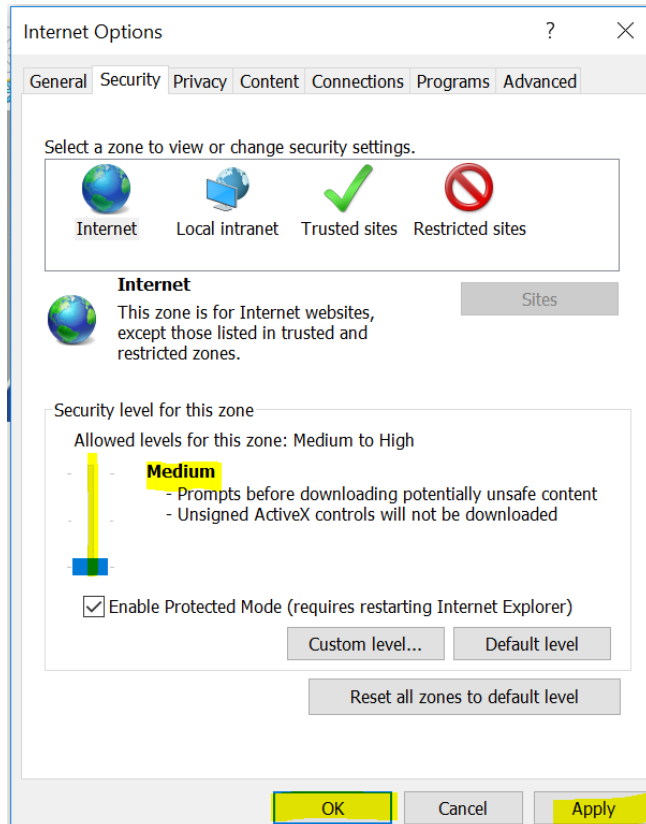 Internet Options ?
General Security Privacy Content Connections Programs Advanced
Select a zone to view or change security settings.
Internet Local intranet Trusted sites Restricted sites
Internet
Sites
This zone is for Internet websites,
except those listed in trusted and
restricted zones.
Security level for this zone
Allowed levels for this zone: Medium to High
Medium
- Prompts before downloading potentially unsafe content
- Unsigned ActiveX controls will not be downloaded
Enable Protected Mode (requires restarting Internet Explorer)
Custom level... Default level
Reset all zones to default level
OK Cancel Apply